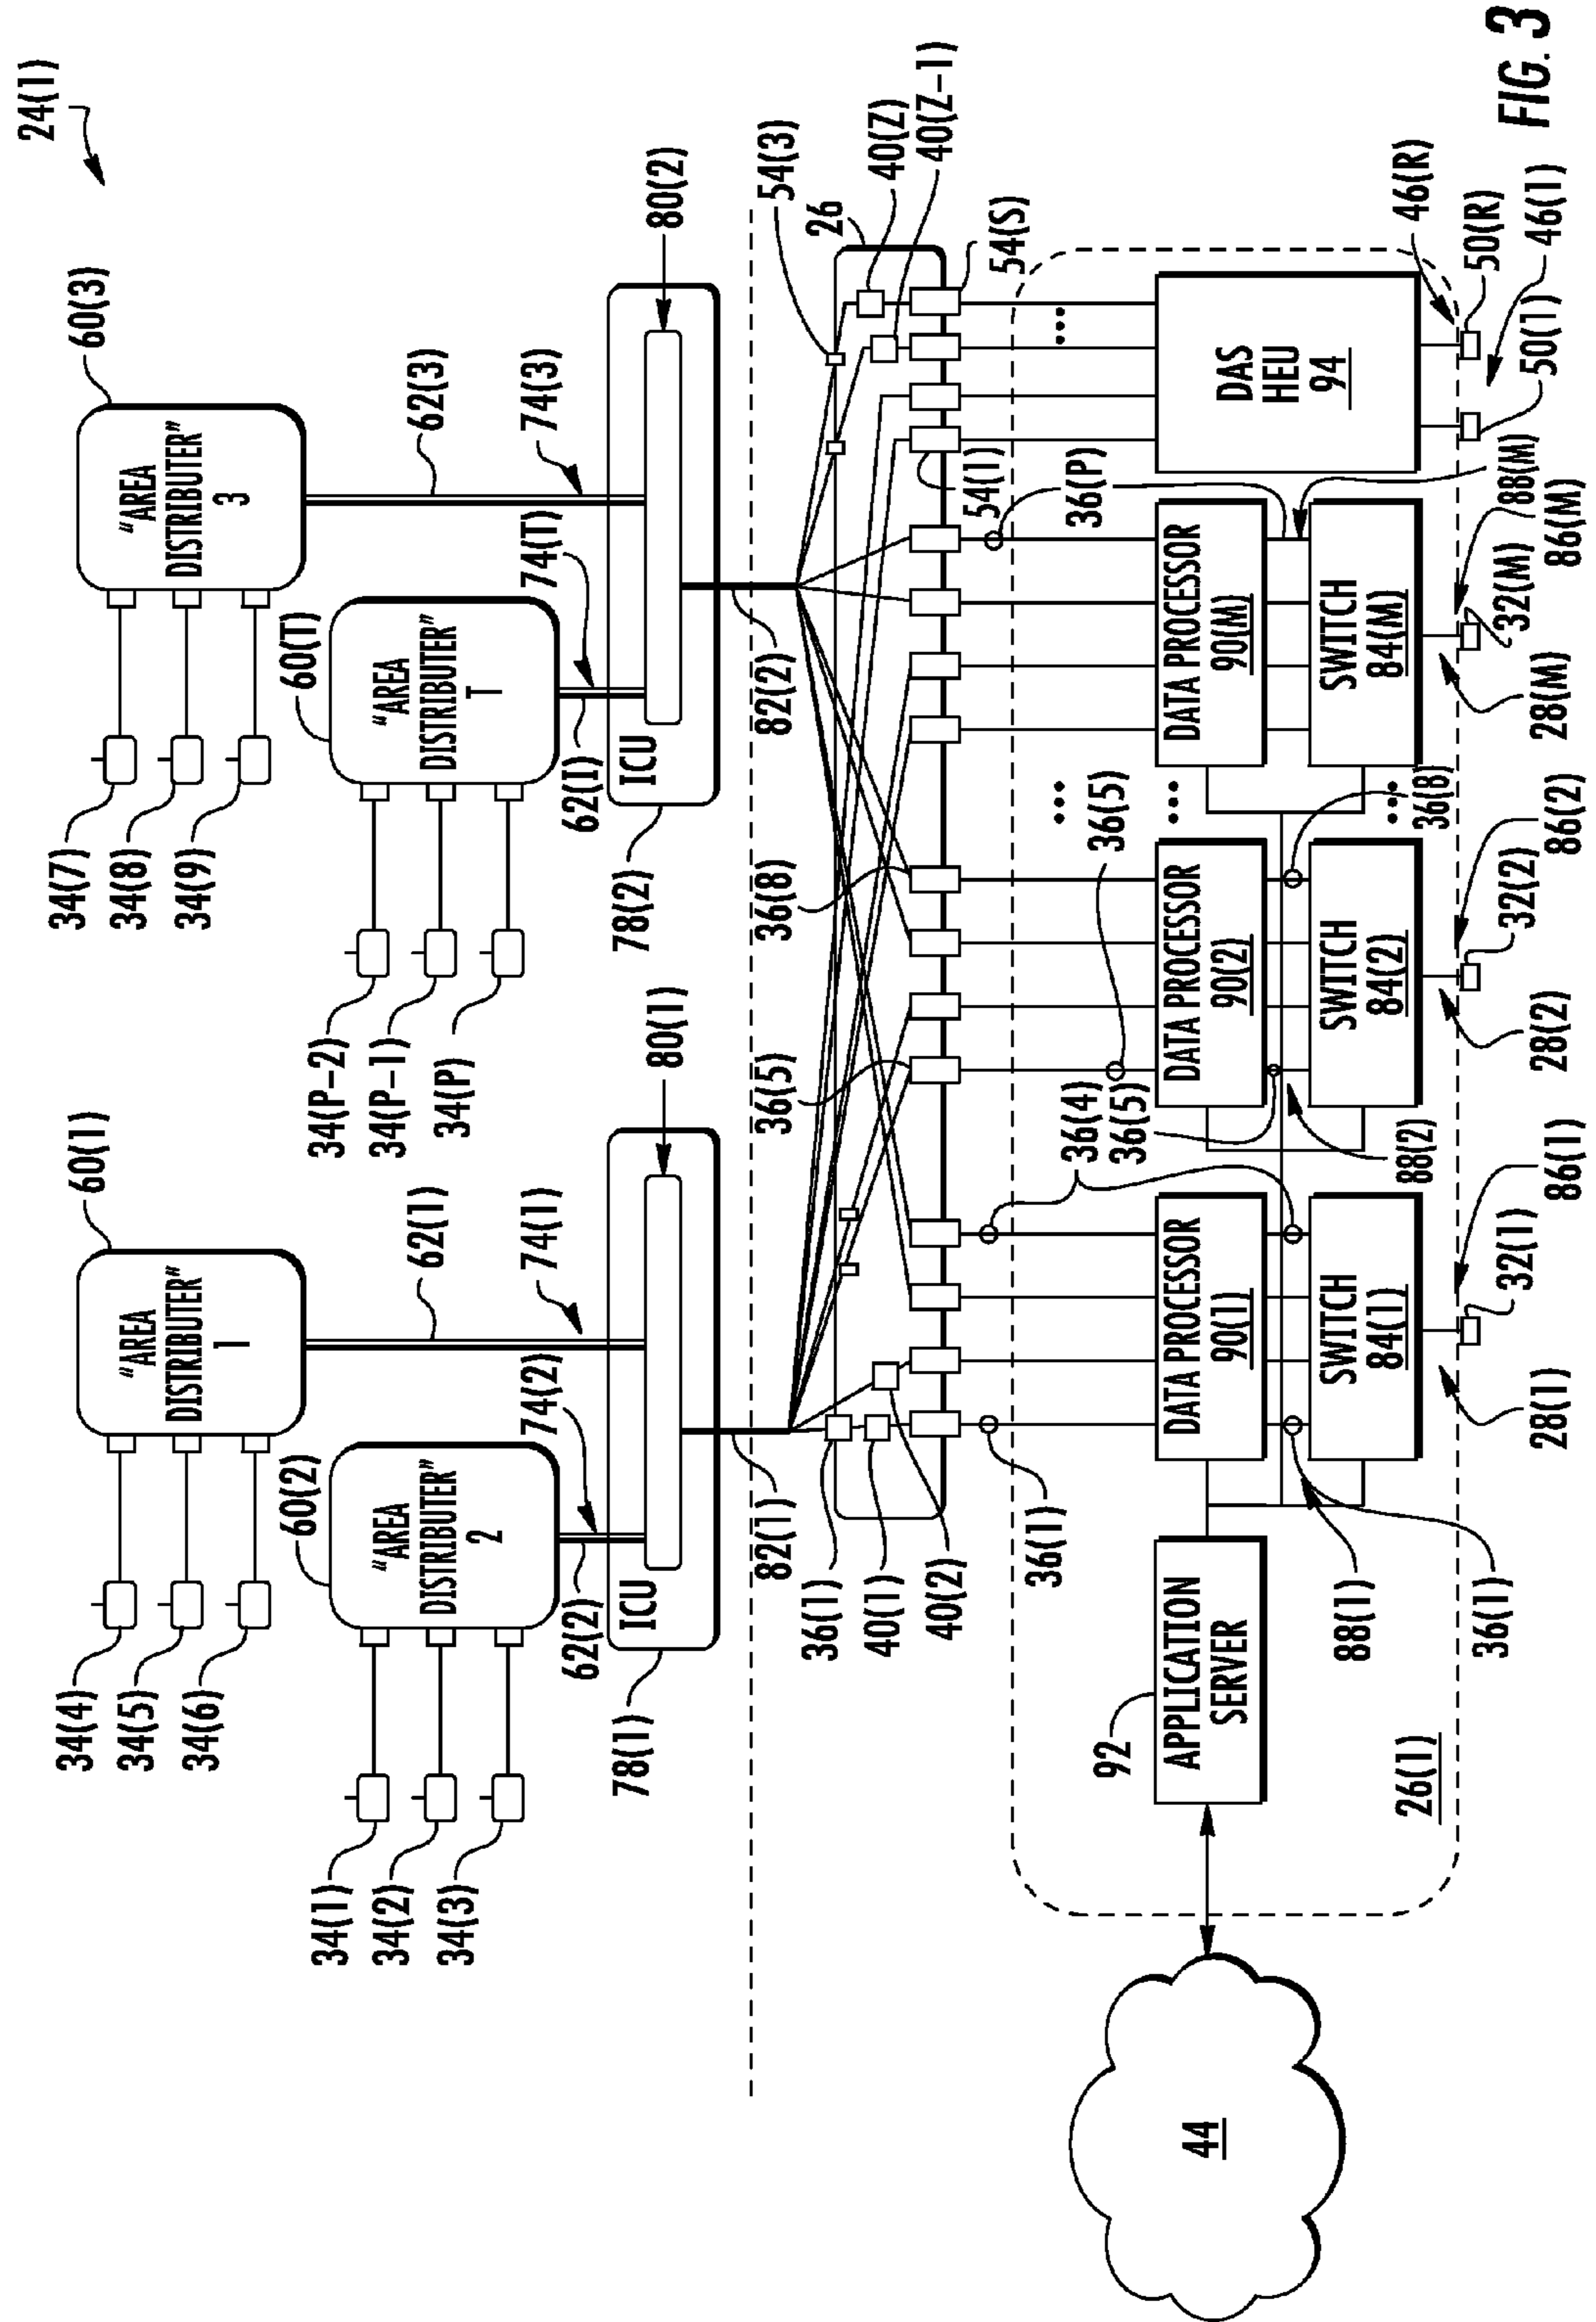 24(1)
34(4)
34(5)
34(6)
60(1)
"AREA
DISTRIBUTER"
1
34(7)
34(8)
34(9)
60(3)
"AREA
DISTRIBUTER"
3
34(1)
34(2)
34(3)
60(2)
"AREA
DISTRIBUTER"
2
62(1)
34(P-2)
34(P-1)
34(P)
60(T)
"AREA
DISTRIBUTER"
T
62(3)
62(2)
74(2)
74(1)
62(I)
74(T)
74(3)
78(1)
ICU
80(1)
78(2)
ICU
80(2)
82(1)
36(5)
36(8)
82(2)
54(3)
36(1)
40(1)
40(2)
26
40(Z)
40(Z-1)
36(1)
36(4)
36(5)
36(5)
•••
54(1)
36(P)
54(S)
•••
44
92
APPLICATION
SERVER
DATA PROCESSOR
90(1)
DATA PROCESSOR
90(2)
•••
DATA PROCESSOR
90(M)
DAS
HEU
94
88(1)
36(1)
88(2)
36(8)
88(M)
SWITCH
84(1)
SWITCH
84(2)
•••
SWITCH
84(M)
26(1)
28(1)
32(1)
86(1)
28(2)
32(2)
86(2)
28(M)
32(M)
86(M)
50(1)
46(1)
50(R)
46(R)
FIG. 3